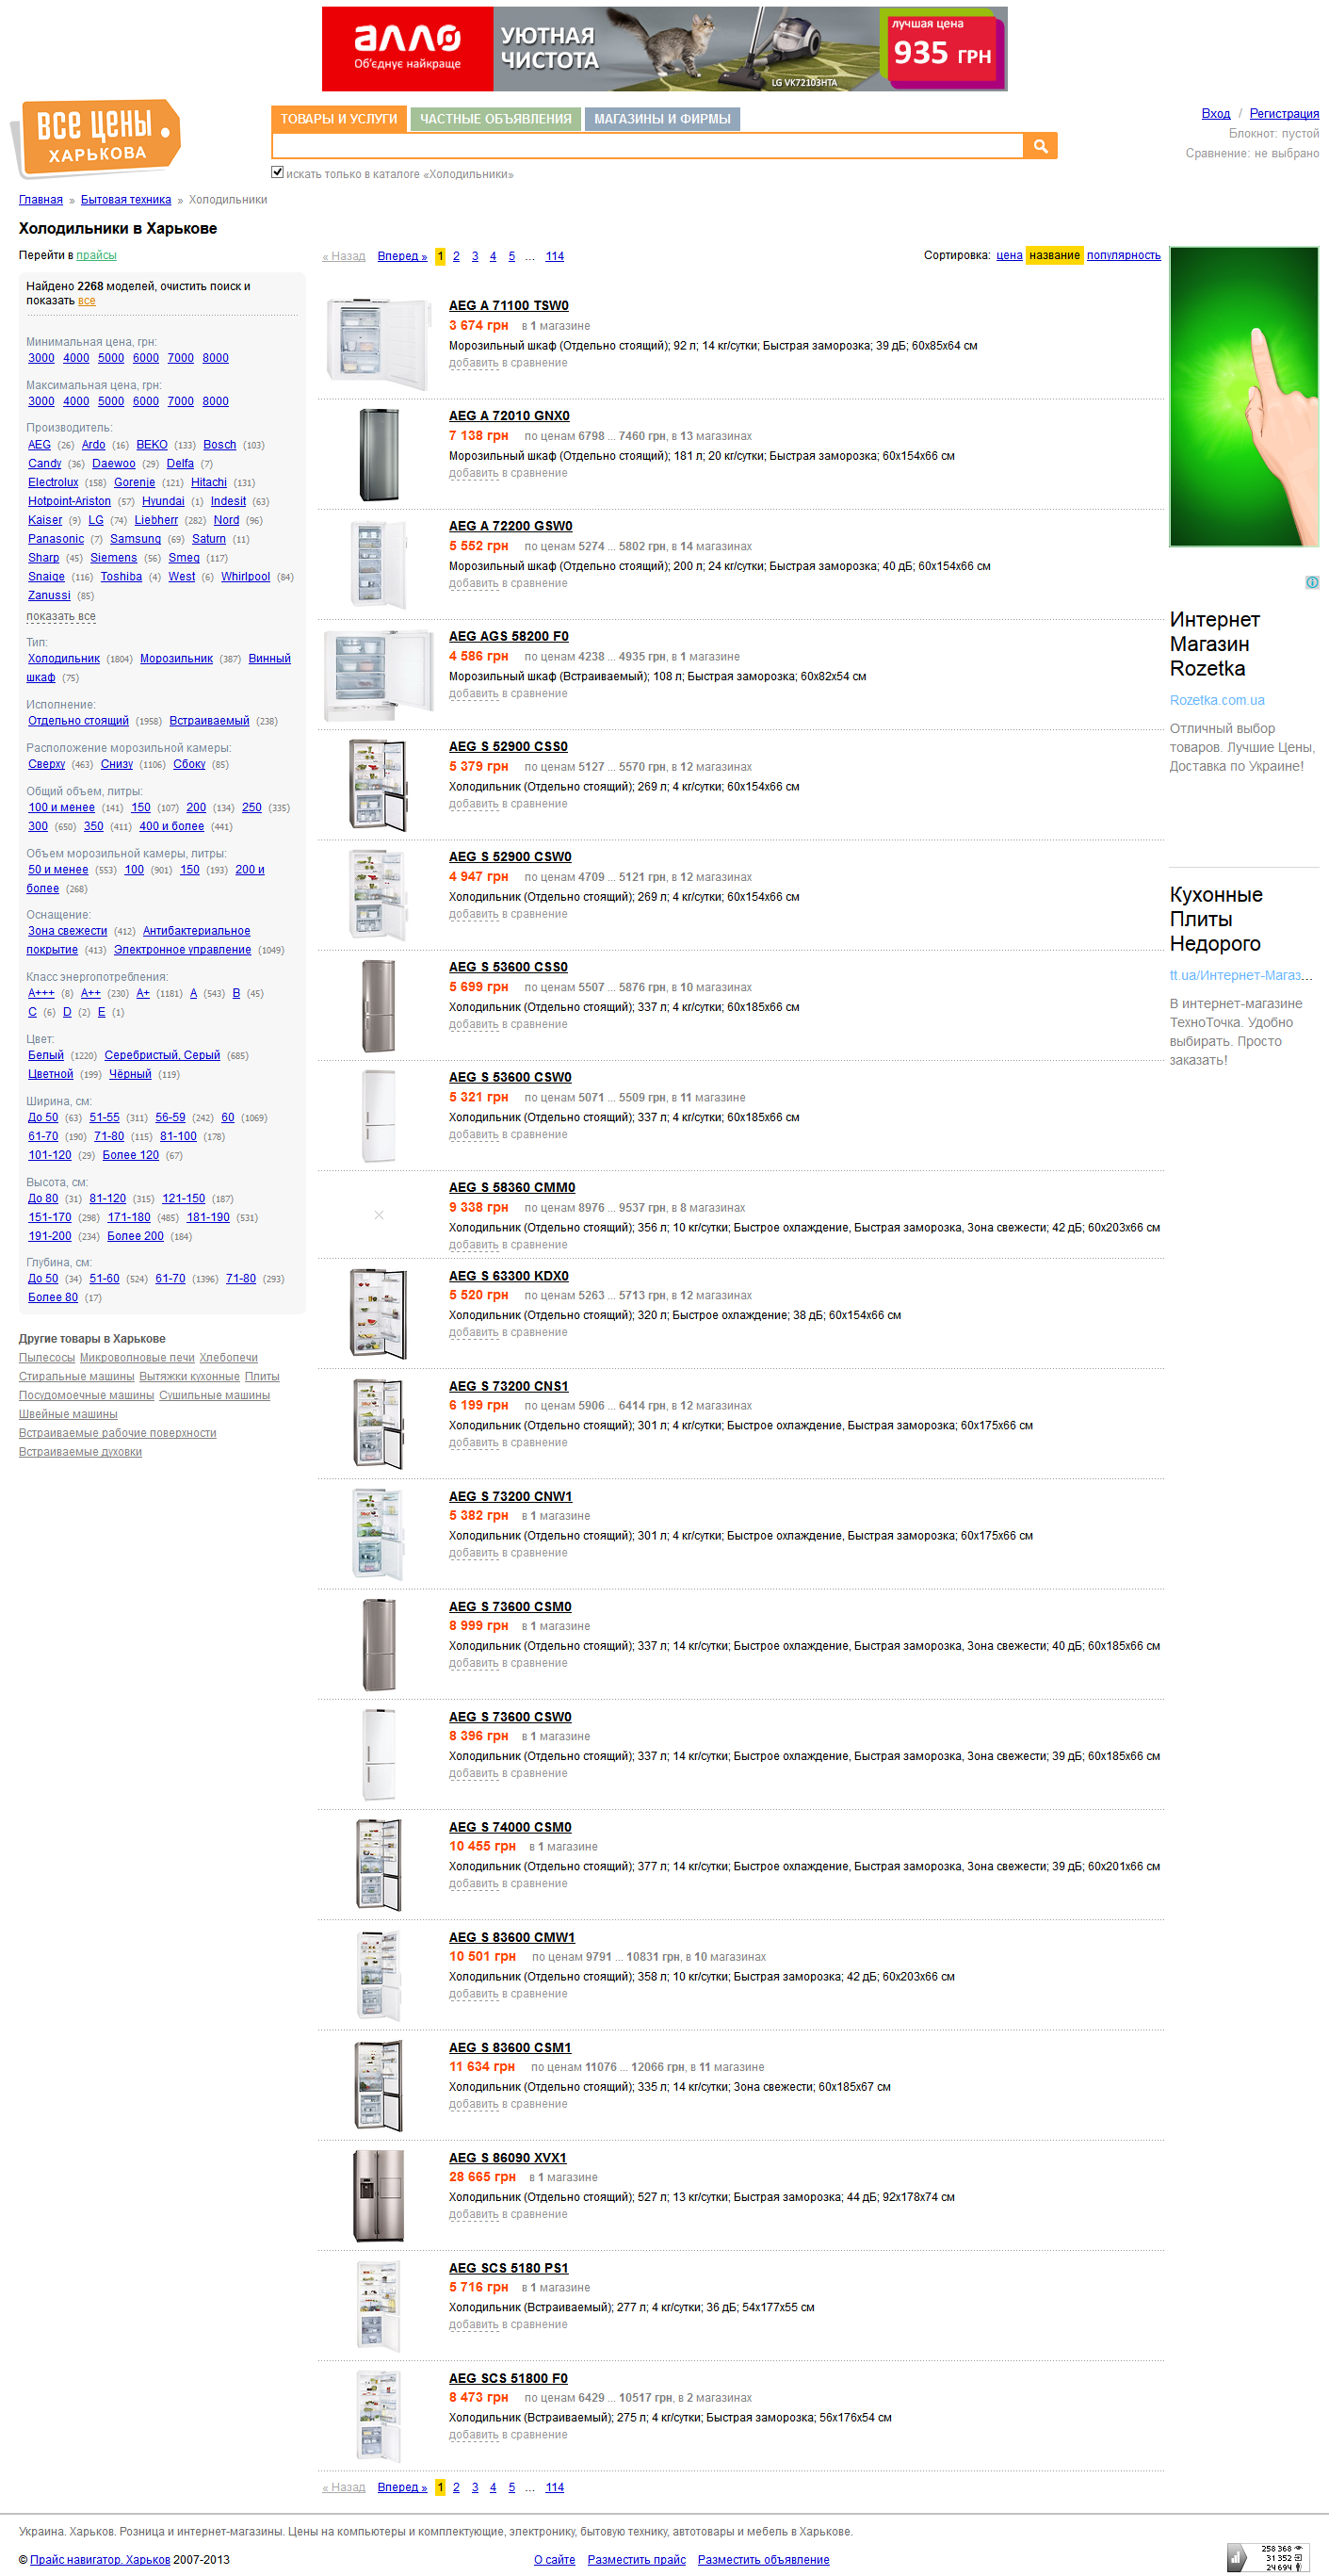 алло
Об'єднує найкраще
УЮТНАЯ
ЧИСТОТА
LG VK72103HTA
лучшая цена
935 ГРН
ВСЕ ЦЕНЫ
ХАРЬКОВА
ТОВАРЫ И УСЛУГИ ЧАСТНЫЕ ОБЪЯВЛЕНИЯ МАГАЗИНЫ И ФИРМЫ
искать только в каталоге «Холодильники»
Вход / Регистрация
Блокнот: пустой
Сравнение: не выбрано
Главная » Бытовая техника » Холодильники
Холодильники в Харькове
Перейти в прайсы
Найдено 2268 моделей, очистить поиск и
показать все
Минимальная цена, грн:
3000 4000 5000 6000 7000 8000
Максимальная цена, грн:
3000 4000 5000 6000 7000 8000
Производитель:
AEG (26) Ardo (16) BEKO (133) Bosch (103)
Candy (36) Daewoo (29) Delfa (7)
Electrolux (158) Gorenje (121) Hitachi (131)
Hotpoint-Ariston (57) Hyundai (1) Indesit (63)
Kaiser (9) LG (74) Liebherr (282) Nord (96)
Panasonic (7) Samsung (69) Saturn (11)
Sharp (45) Siemens (56) Smeg (117)
Snaige (116) Toshiba (4) West (6) Whirlpool (84)
Zanussi (85)
показать все
Тип:
Холодильник (1804) Морозильник (387) Винный
шкаф (75)
Исполнение:
Отдельно стоящий (1958) Встраиваемый (238)
Расположение морозильной камеры:
Сверху (463) Снизу (1106) Сбоку (85)
Общий объем, литры:
100 и менее (141) 150 (107) 200 (134) 250 (335)
300 (650) 350 (411) 400 и более (441)
Объем морозильной камеры, литры:
50 и менее (553) 100 (901) 150 (193) 200 и
более (268)
Оснащение:
Зона свежести (412) Антибактериальное
покрытие (413) Электронное управление (1049)
Класс энергопотребления:
A+++ (8) A++ (230) A+ (1181) A (543) B (45)
C (6) D (2) E (1)
Цвет:
Белый (1220) Серебристый, Серый (685)
Цветной (199) Чёрный (119)
Ширина, см:
До 50 (63) 51-55 (311) 56-59 (242) 60 (1069)
61-70 (190) 71-80 (115) 81-100 (178)
101-120 (29) Более 120 (67)
Высота, см:
До 80 (31) 81-120 (315) 121-150 (187)
151-170 (298) 171-180 (485) 181-190 (531)
191-200 (234) Более 200 (184)
Глубина, см:
До 50 (34) 51-60 (524) 61-70 (1396) 71-80 (293)
Более 80 (17)
Другие товары в Харькове
Пылесосы Микроволновые печи Хлебопечи
Стиральные машины Вытяжки кухонные Плиты
Посудомоечные машины Сушильные машины
Швейные машины
Встраиваемые рабочие поверхности
Встраиваемые духовки
« Назад Вперед » 1 2 3 4 5 ... 114
Сортировка: цена название популярность
AEG A 71100 TSW0
3 674 грн в 1 магазине
Морозильный шкаф (Отдельно стоящий); 92 л; 14 кг/сутки; Быстрая заморозка; 39 дБ; 60x85x64 см
добавить в сравнение
AEG A 72010 GNX0
7 138 грн по ценам 6798 ... 7460 грн, в 13 магазинах
Морозильный шкаф (Отдельно стоящий); 181 л; 20 кг/сутки; Быстрая заморозка; 60x154x66 см
добавить в сравнение
AEG A 72200 GSW0
5 552 грн по ценам 5274 ... 5802 грн, в 14 магазинах
Морозильный шкаф (Отдельно стоящий); 200 л; 24 кг/сутки; Быстрая заморозка; 40 дБ; 60x154x66 см
добавить в сравнение
AEG AGS 58200 F0
4 586 грн по ценам 4238 ... 4935 грн, в 1 магазине
Морозильный шкаф (Встраиваемый); 108 л; Быстрая заморозка; 60x82x54 см
добавить в сравнение
AEG S 52900 CSS0
5 379 грн по ценам 5127 ... 5570 грн, в 12 магазинах
Холодильник (Отдельно стоящий); 269 л; 4 кг/сутки; 60x154x66 см
добавить в сравнение
AEG S 52900 CSW0
4 947 грн по ценам 4709 ... 5121 грн, в 12 магазинах
Холодильник (Отдельно стоящий); 269 л; 4 кг/сутки; 60x154x66 см
добавить в сравнение
AEG S 53600 CSS0
5 699 грн по ценам 5507 ... 5876 грн, в 10 магазинах
Холодильник (Отдельно стоящий); 337 л; 4 кг/сутки; 60x185x66 см
добавить в сравнение
AEG S 53600 CSW0
5 321 грн по ценам 5071 ... 5509 грн, в 11 магазине
Холодильник (Отдельно стоящий); 337 л; 4 кг/сутки; 60x185x66 см
добавить в сравнение
AEG S 58360 CMM0
9 338 грн по ценам 8976 ... 9537 грн, в 8 магазинах
Холодильник (Отдельно стоящий); 356 л; 10 кг/сутки; Быстрое охлаждение, Быстрая заморозка, Зона свежести; 42 дБ; 60x203x66 см
добавить в сравнение
AEG S 63300 KDX0
5 520 грн по ценам 5263 ... 5713 грн, в 12 магазинах
Холодильник (Отдельно стоящий); 320 л; Быстрое охлаждение; 38 дБ; 60x154x66 см
добавить в сравнение
AEG S 73200 CNS1
6 199 грн по ценам 5906 ... 6414 грн, в 12 магазинах
Холодильник (Отдельно стоящий); 301 л; 4 кг/сутки; Быстрое охлаждение, Быстрая заморозка; 60x175x66 см
добавить в сравнение
AEG S 73200 CNW1
5 382 грн в 1 магазине
Холодильник (Отдельно стоящий); 301 л; 4 кг/сутки; Быстрое охлаждение, Быстрая заморозка; 60x175x66 см
добавить в сравнение
AEG S 73600 CSM0
8 999 грн в 1 магазине
Холодильник (Отдельно стоящий); 337 л; 14 кг/сутки; Быстрое охлаждение, Быстрая заморозка, Зона свежести; 40 дБ; 60x185x66 см
добавить в сравнение
AEG S 73600 CSW0
8 396 грн в 1 магазине
Холодильник (Отдельно стоящий); 337 л; 14 кг/сутки; Быстрое охлаждение, Быстрая заморозка, Зона свежести; 39 дБ; 60x185x66 см
добавить в сравнение
AEG S 74000 CSM0
10 455 грн в 1 магазине
Холодильник (Отдельно стоящий); 377 л; 14 кг/сутки; Быстрое охлаждение, Быстрая заморозка, Зона свежести; 39 дБ; 60x201x66 см
добавить в сравнение
AEG S 83600 CMW1
10 501 грн по ценам 9791 ... 10831 грн, в 10 магазинах
Холодильник (Отдельно стоящий); 358 л; 10 кг/сутки; Быстрая заморозка; 42 дБ; 60x203x66 см
добавить в сравнение
AEG S 83600 CSM1
11 634 грн по ценам 11076 ... 12066 грн, в 11 магазине
Холодильник (Отдельно стоящий); 335 л; 14 кг/сутки; Зона свежести; 60x185x67 см
добавить в сравнение
AEG S 86090 XVX1
28 665 грн в 1 магазине
Холодильник (Отдельно стоящий); 527 л; 13 кг/сутки; Быстрая заморозка; 44 дБ; 92x178x74 см
добавить в сравнение
AEG SCS 5180 PS1
5 716 грн в 1 магазине
Холодильник (Встраиваемый); 277 л; 4 кг/сутки; 36 дБ; 54x177x55 см
добавить в сравнение
AEG SCS 51800 F0
8 473 грн по ценам 6429 ... 10517 грн, в 2 магазинах
Холодильник (Встраиваемый); 275 л; 4 кг/сутки; Быстрая заморозка; 56x176x54 см
добавить в сравнение
« Назад Вперед » 1 2 3 4 5 ... 114
Интернет
Магазин
Rozetka
Rozetka.com.ua
Отличный выбор
товаров. Лучшие Цены,
Доставка по Украине!
Кухонные
Плиты
Недорого
tt.ua/Интернет-Магаз...
В интернет-магазине
ТехноТочка. Удобно
выбирать. Просто
заказать!
Украина. Харьков. Розница и интернет-магазины. Цены на компьютеры и комплектующие, электронику, бытовую технику, автотовары и мебель в Харькове.
© Прайс навигатор. Харьков 2007-2013
О сайте Разместить прайс Разместить объявление
258 368
31 352
24 694